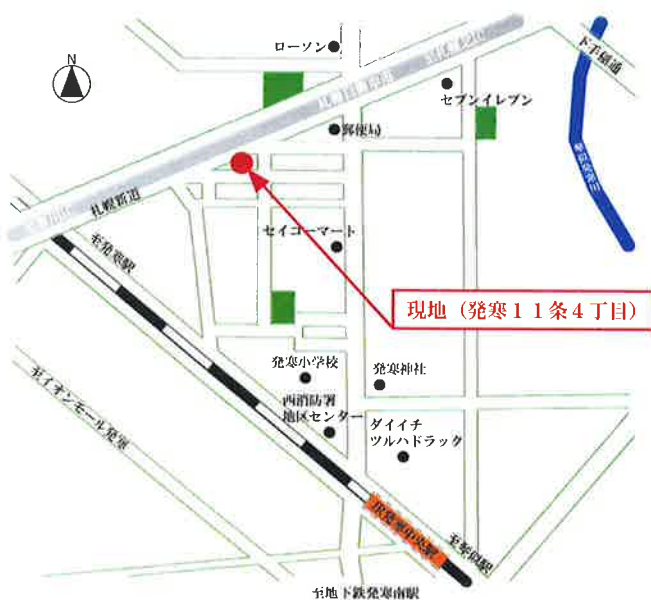 ローソン
下手稲通
N
セブンイレブン
郵便局
札幌新道
セイコーマート
至発寒駅
現地（発寒１１条４丁目）
発寒小学校
発寒神社
西消防署
地区センター
ダイイチ
ツルハドラッグ
至イオンモール発寒
JR発寒中央駅
至琴似駅
至地下鉄発寒南駅